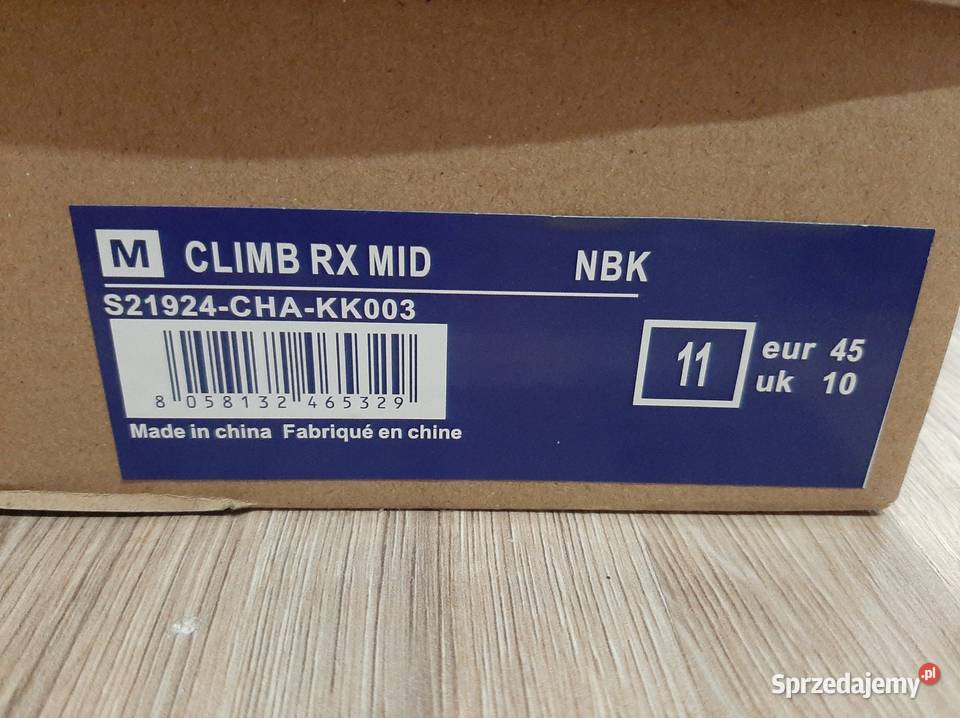 M CLIMB RX MID NBK
S21924-CHA-KK003
8 058132 465329
Made in china Fabriqué en chine
11
eur 45
uk 10
Sprzedajemy.pl